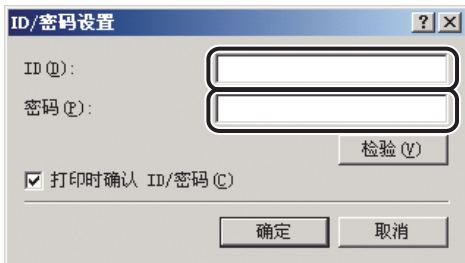 ID/密码设置
ID(D):
密码(P):
检验(V)
打印时确认 ID/密码(C)
确定
取消